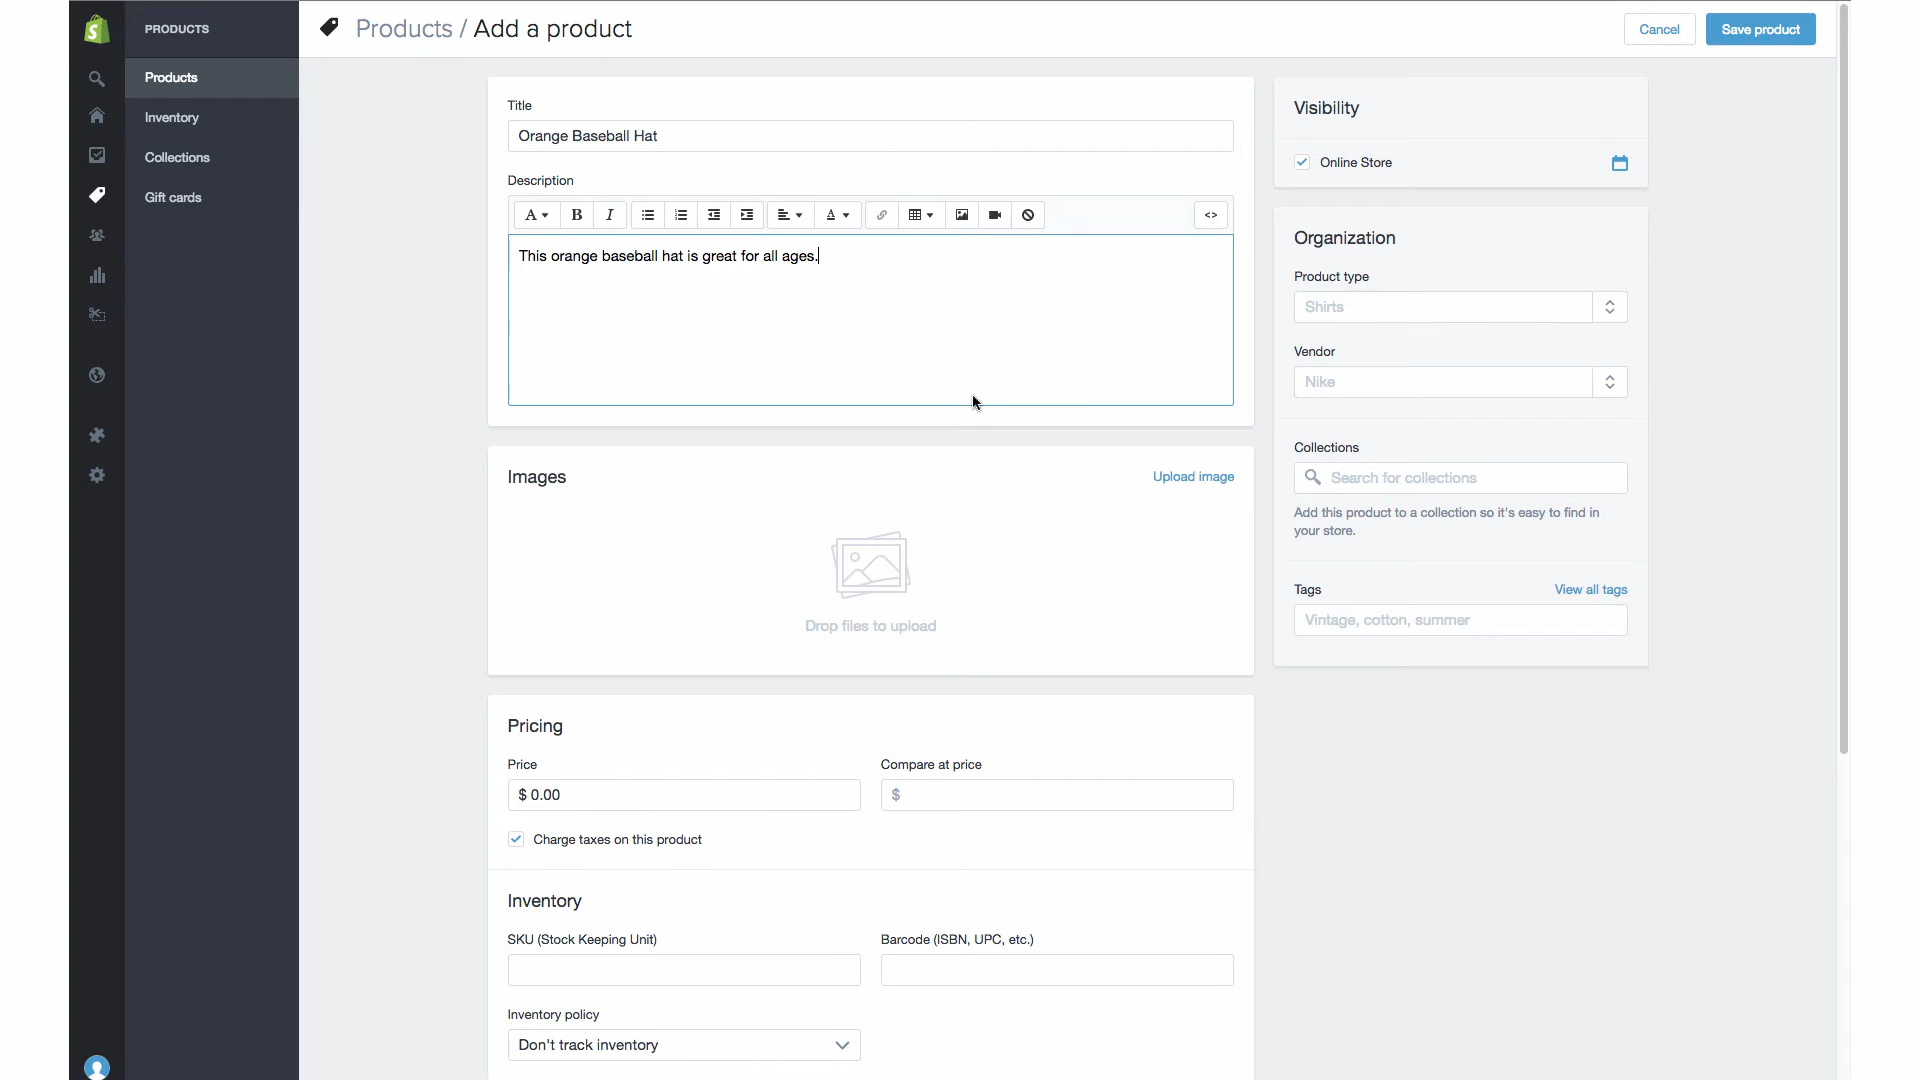 PRODUCTS
Products
Inventory
Collections
Gift cards
Products / Add a product
Cancel
Save product
Title
Orange Baseball Hat
Description
A
B
I
A
<>
This orange baseball hat is great for all ages.
Images
Upload image
Drop files to upload
Pricing
Price
$ 0.00
Compare at price
$
Charge taxes on this product
Inventory
SKU (Stock Keeping Unit)
Barcode (ISBN, UPC, etc.)
Inventory policy
Don't track inventory
Visibility
Online Store
Organization
Product type
Shirts
Vendor
Nike
Collections
Search for collections
Add this product to a collection so it's easy to find in
your store.
Tags
View all tags
Vintage, cotton, summer